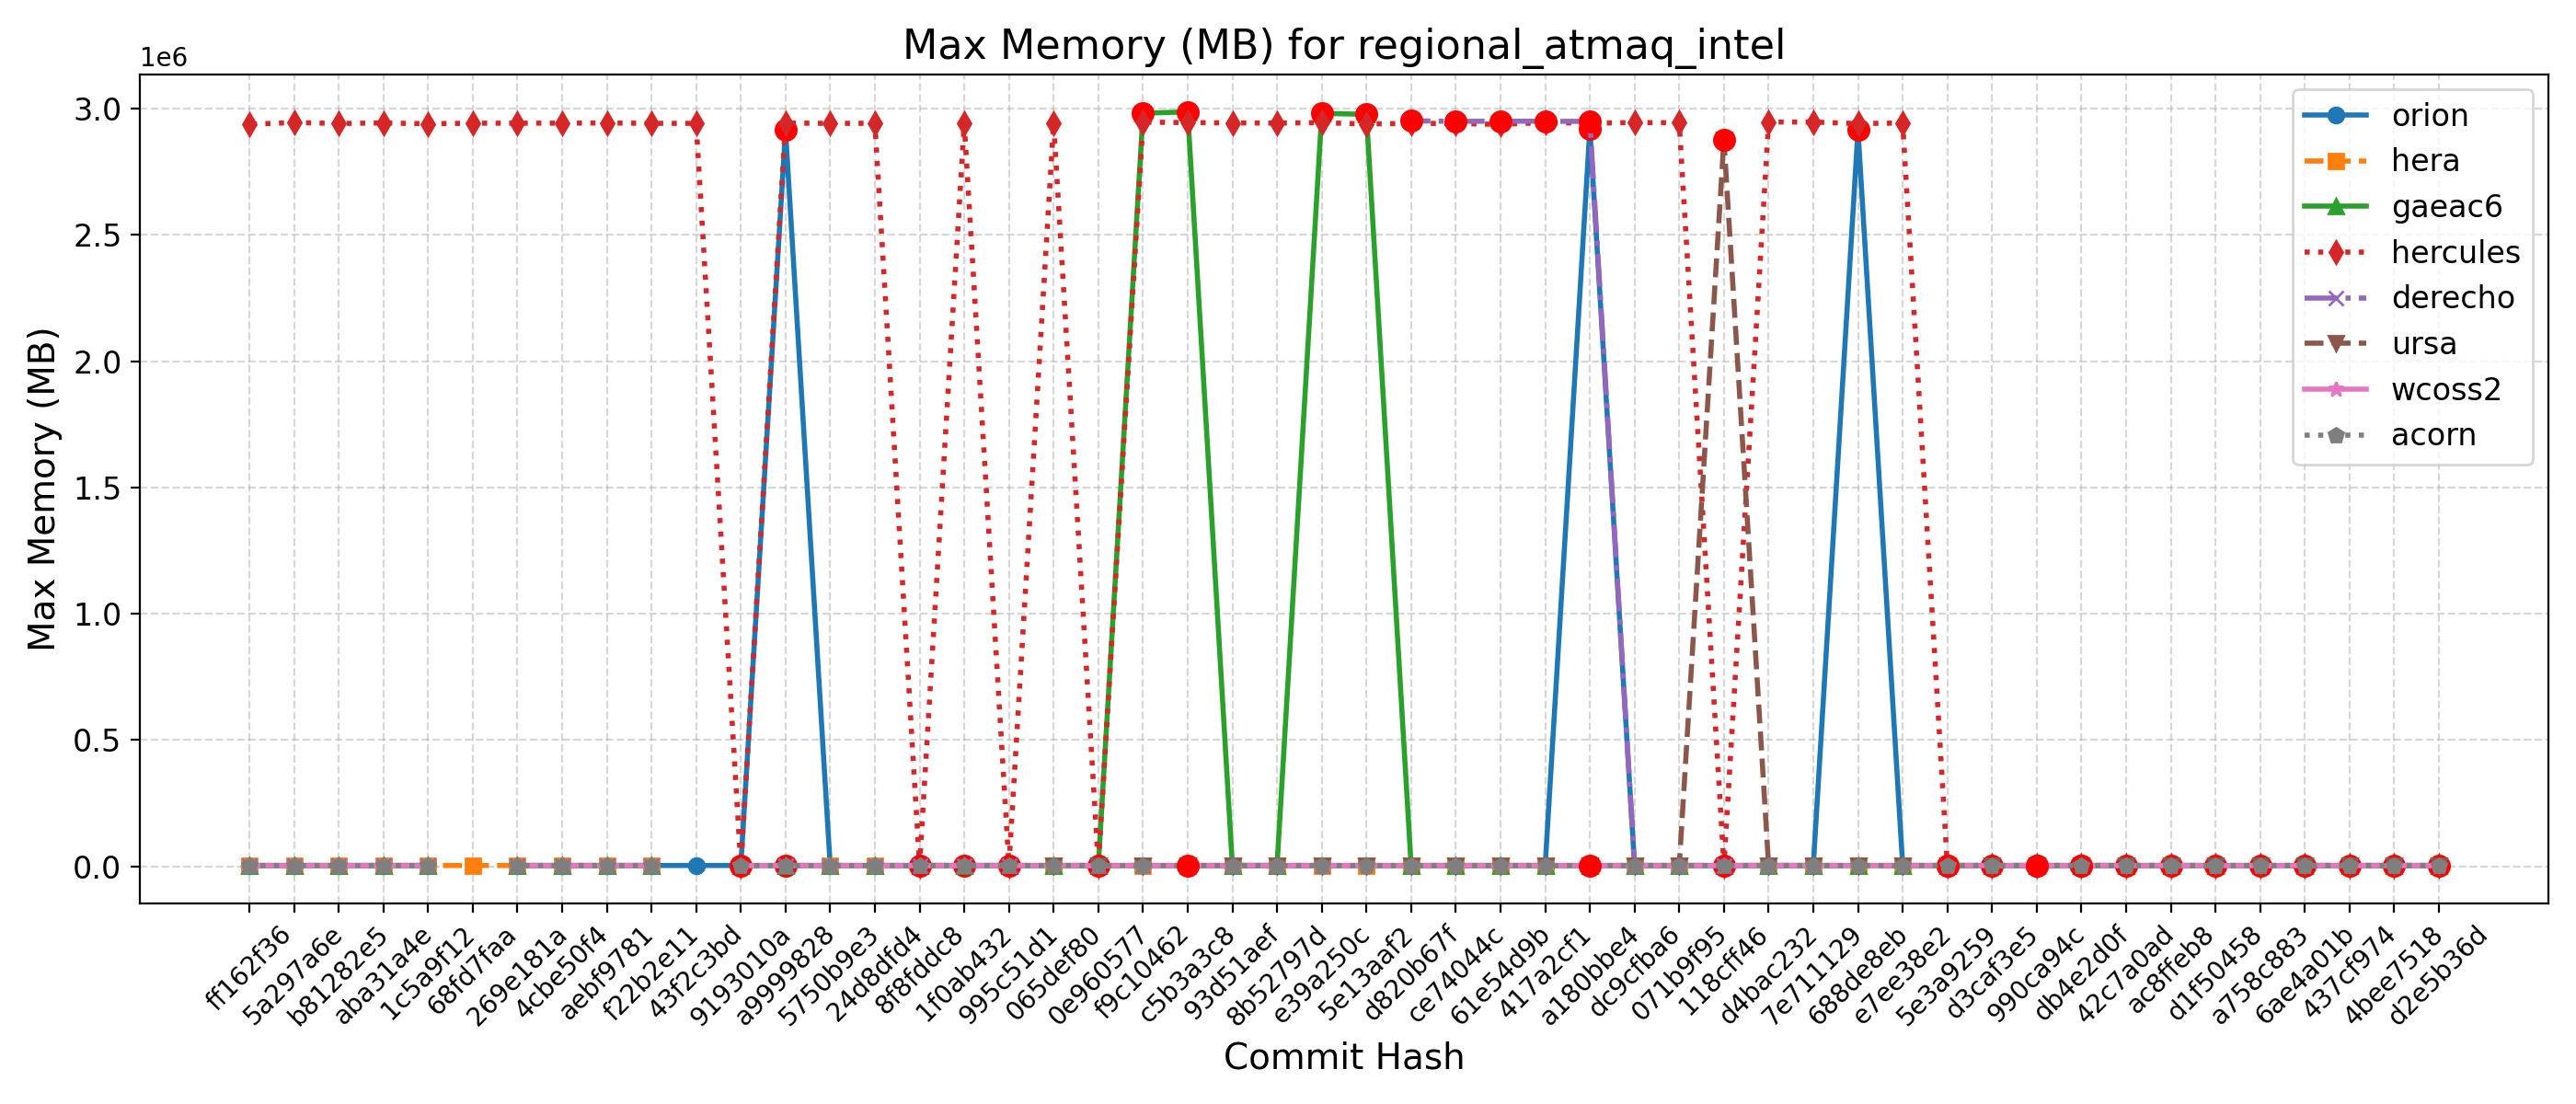 Max Memory (MB) for regional_atmaq_intel
1e6
3.0
2.5
2.0
1.5
1.0
0.5
0.0
Max Memory (MB)
orion
hera
gaeac6
hercules
derecho
ursa
wcoss2
acorn
ff162f36
5a297a6e
b81282e5
aba31a4e
1c5a9f12
68fd7faa
269e181a
4cbe50f4
aebf9781
f22b2e11
43f2c3bd
9193010a
a9999828
5750b9e3
24d8dfd4
8f8fddc8
1f0ab432
995c51d1
065def80
0e960577
f9c10462
c5b3a3c8
93d51aef
8b52797d
e39a250c
5e13aaf2
d820b67f
ce74044c
61e54d9b
417a2cf1
a180bbe4
dc9cfba6
071b9f95
118cff46
d4bac232
7e711129
688de8eb
e7ee38e2
5e3a9259
d3caf3e5
990ca94c
db4e2d0f
42c7a0ad
ac8ffeb8
d1f50458
a758c883
6ae4a01b
437cf974
4bee7518
d2e5b36d
Commit Hash